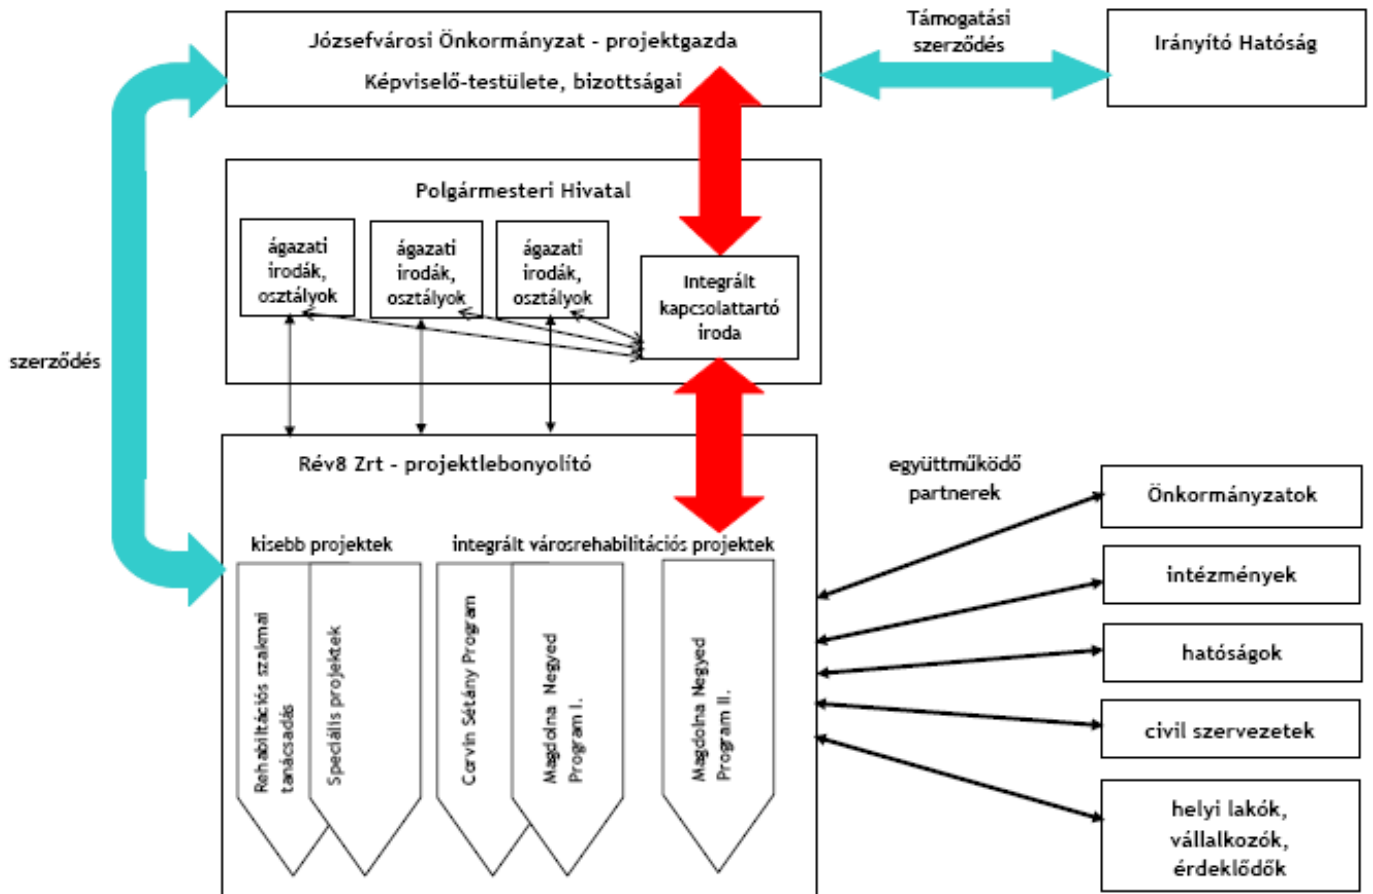 Józsefvárosi Önkormányzat - projektgazda
Képviselő-testülete, bizottságai
Támogatási
szerződés
Irányító Hatóság
Polgármesteri Hivatal
ágazati
irodák,
osztályok
ágazati
irodák,
osztályok
ágazati
irodák,
osztályok
Integrált
kapcsolattartó
iroda
szerződés
Rév8 Zrt - projektlebonyolító
kisebb projektek
integrált városrehabilitációs projektek
Rehabilitációs szakmai
tanácsadás
Speciális projektek
Corvin Sétány Program
Magdolna Negyed
Program I.
Magdolna Negyed
Program II.
együttműködő
partnerek
Önkormányzatok
intézmények
hatóságok
civil szervezetek
helyi lakók,
vállalkozók,
érdeklődők